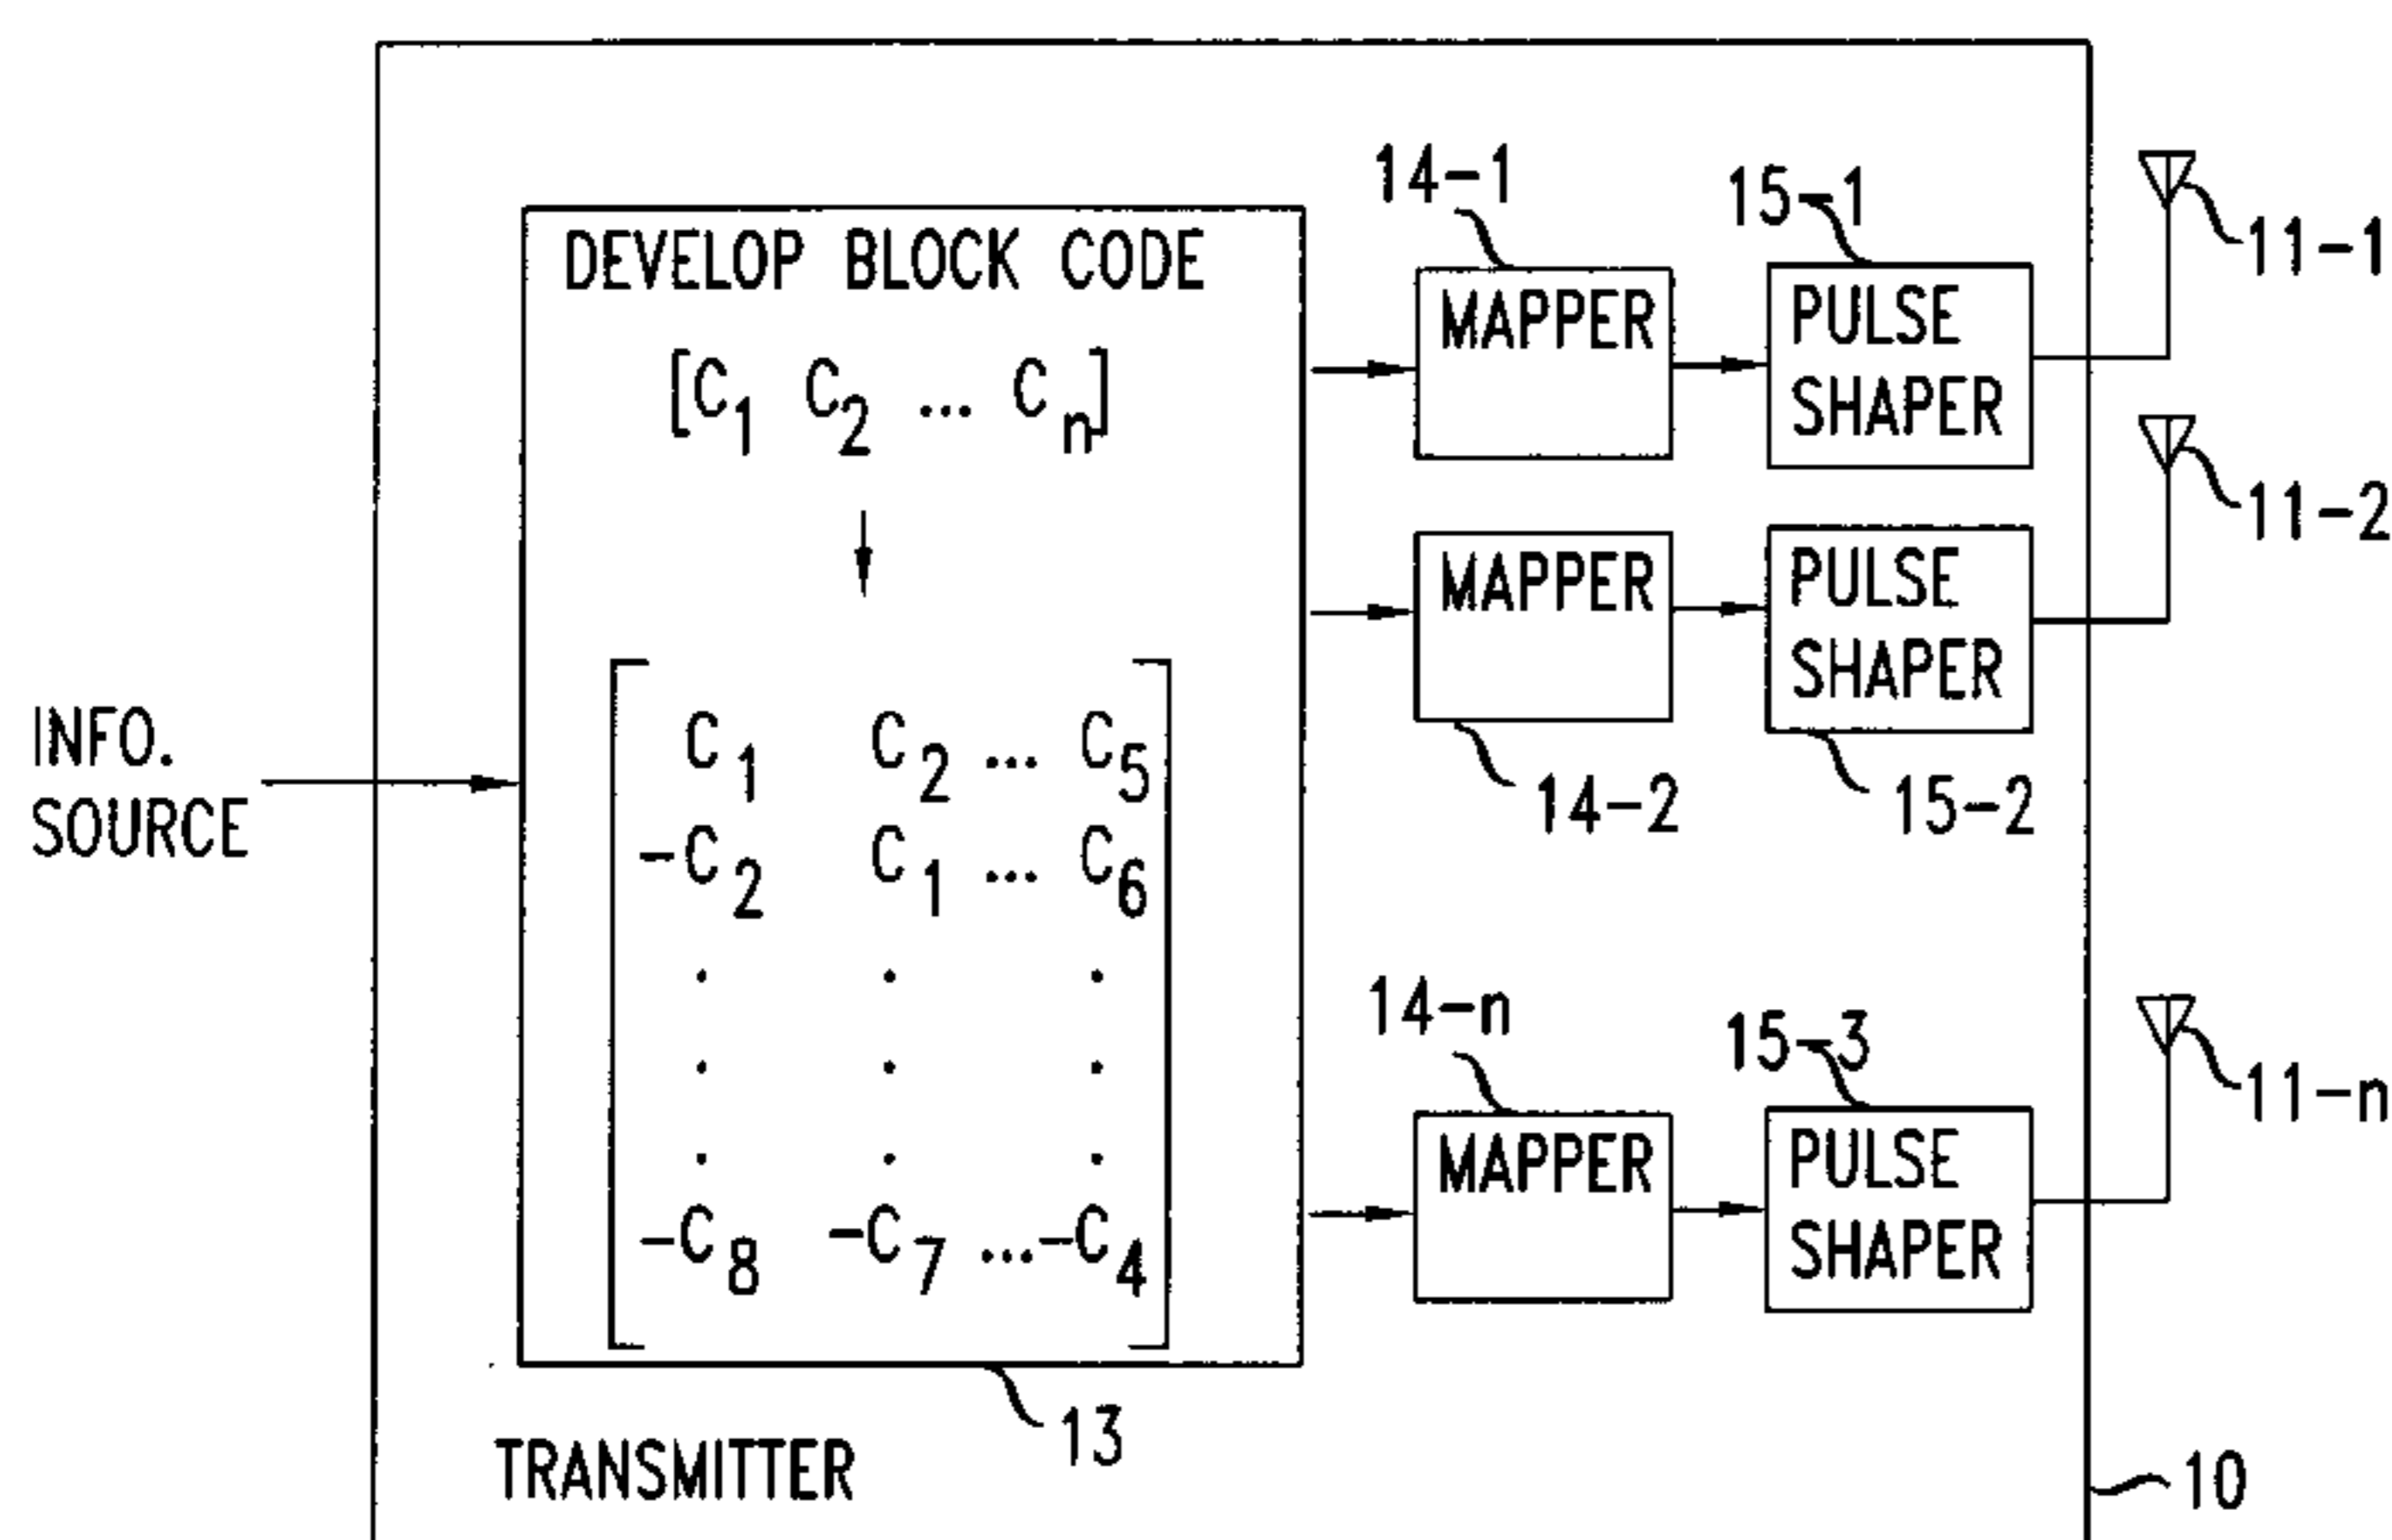 14-1
15-1
11-1
DEVELOP BLOCK CODE
[C1 C2 ... Cn]
MAPPER
PULSE
SHAPER
11-2
MAPPER
PULSE
SHAPER
14-2
15-2
INFO.
SOURCE
C1 C2 ... C5
-C2 C1 ... C6
. . .
. . .
. . .
-C8 -C7 ... -C4
14-n
15-3
11-n
MAPPER
PULSE
SHAPER
13
TRANSMITTER
10